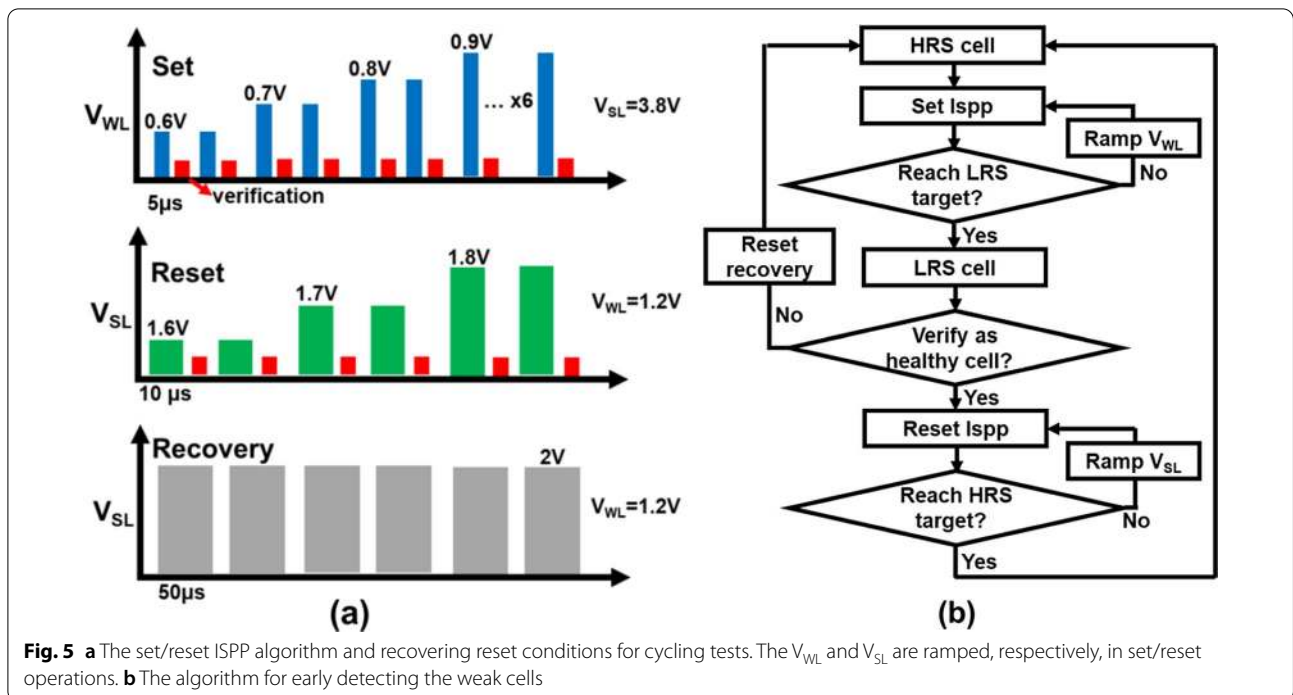 Set
V_WL
0.6V
0.7V
0.8V
0.9V
... x6
V_SL=3.8V
5µs
verification
Reset
V_SL
1.6V
1.7V
1.8V
V_WL=1.2V
10 µs
Recovery
V_SL
2V
V_WL=1.2V
50µs
(a)
HRS cell
Set Ispp
Ramp V_WL
Reach LRS
target?
No
Yes
Reset
recovery
LRS cell
No
Verify as
healthy cell?
Yes
Reset Ispp
Ramp V_SL
Reach HRS
target?
No
Yes
(b)
Fig. 5 a The set/reset ISPP algorithm and recovering reset conditions for cycling tests. The V_WL and V_SL are ramped, respectively, in set/reset
operations. b The algorithm for early detecting the weak cells